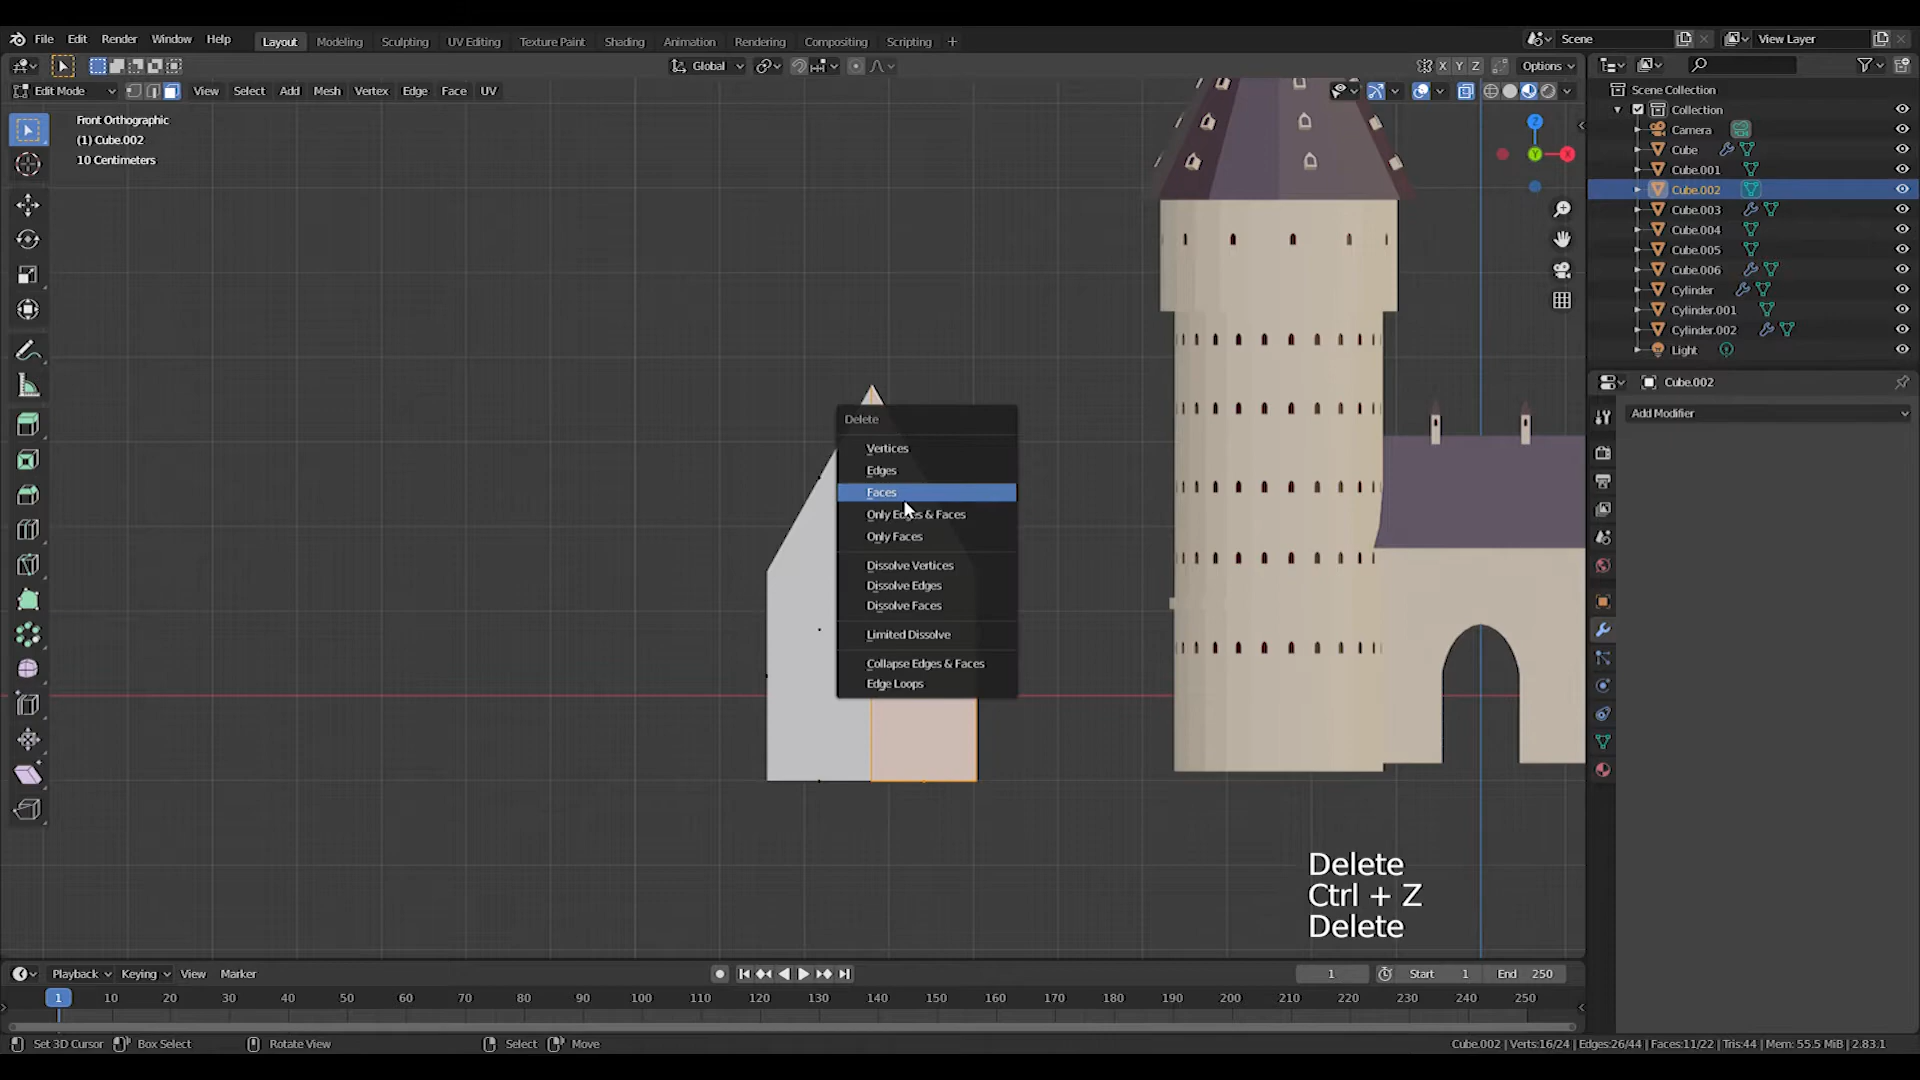 File Edit Render Window Help Layout Modeling Sculpting UV Editing Texture Paint Shading Animation Rendering Compositing Scripting + Scene View Layer
Global X Y Z Options
Edit Mode View Select Add Mesh Vertex Edge Face UV
Front Orthographic
(1) Cube.002
10 Centimeters
Z
Y
X
Scene Collection
Collection
Camera
Cube
Cube.001
Cube.002
Cube.003
Cube.004
Cube.005
Cube.006
Cylinder
Cylinder.001
Cylinder.002
Light
Cube.002
Add Modifier
Delete
Vertices
Edges
Faces
Only Edges & Faces
Only Faces
Dissolve Vertices
Dissolve Edges
Dissolve Faces
Limited Dissolve
Collapse Edges & Faces
Edge Loops
Delete
Ctrl + Z
Delete
Playback Keying View Marker 1 Start 1 End 250
1 10 20 30 40 50 60 70 80 90 100 110 120 130 140 150 160 170 180 190 200 210 220 230 240 250
Set 3D Cursor Box Select Rotate View Select Move Cube.002 | Verts:16/24 | Edges:26/44 | Faces:11/22 | Tris:44 | Mem: 55.5 MiB | 2.83.1